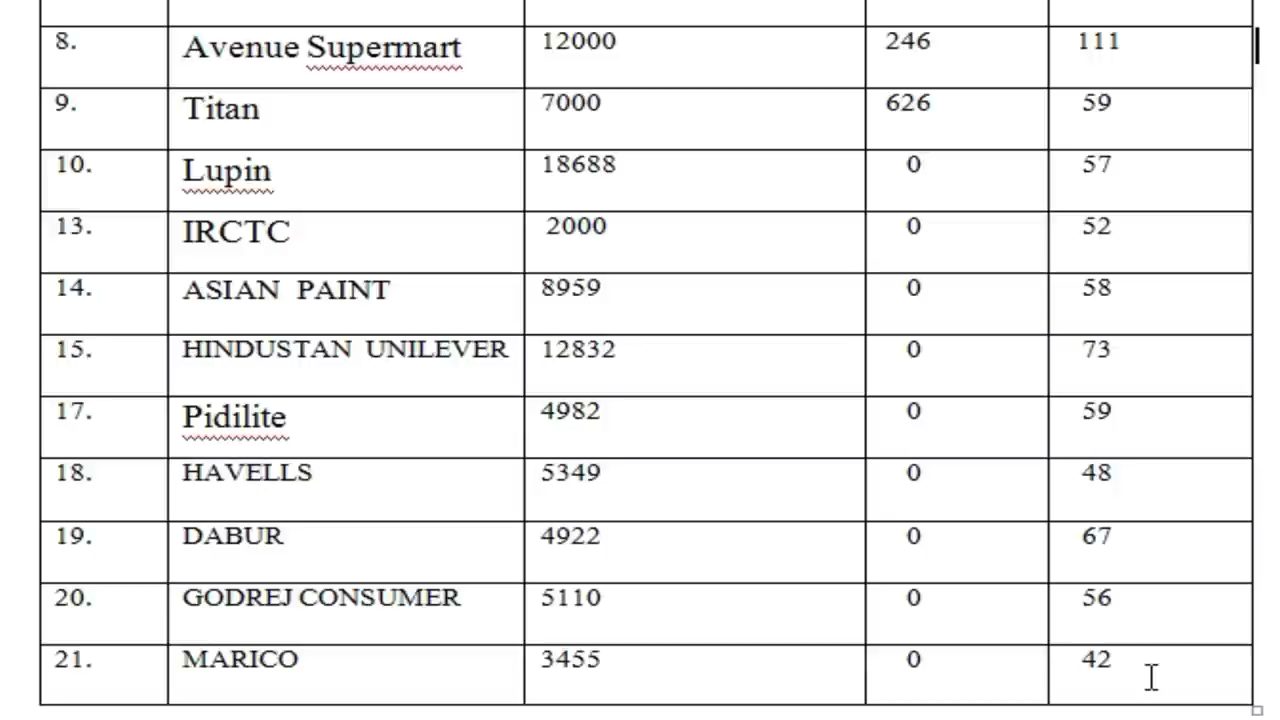 8. Avenue Supermart 12000 246 111
9. Titan 7000 626 59
10. Lupin 18688 0 57
13. IRCTC 2000 0 52
14. ASIAN PAINT 8959 0 58
15. HINDUSTAN UNILEVER 12832 0 73
17. Pidilite 4982 0 59
18. HAVELLS 5349 0 48
19. DABUR 4922 0 67
20. GODREJ CONSUMER 5110 0 56
21. MARICO 3455 0 42